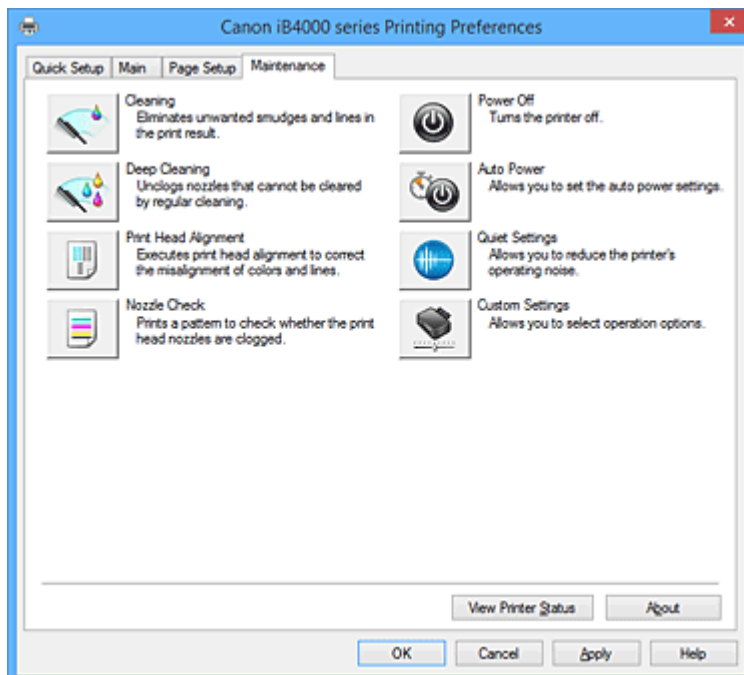 Canon iB4000 series Printing Preferences
Quick Setup Main Page Setup Maintenance
Cleaning
Eliminates unwanted smudges and lines in
the print result.
Power Off
Turns the printer off.
Deep Cleaning
Unclogs nozzles that cannot be cleared
by regular cleaning.
Auto Power
Allows you to set the auto power settings.
Print Head Alignment
Executes print head alignment to correct
the misalignment of colors and lines.
Quiet Settings
Allows you to reduce the printer's
operating noise.
Nozzle Check
Prints a pattern to check whether the print
head nozzles are clogged.
Custom Settings
Allows you to select operation options.
View Printer Status About
OK Cancel Apply Help